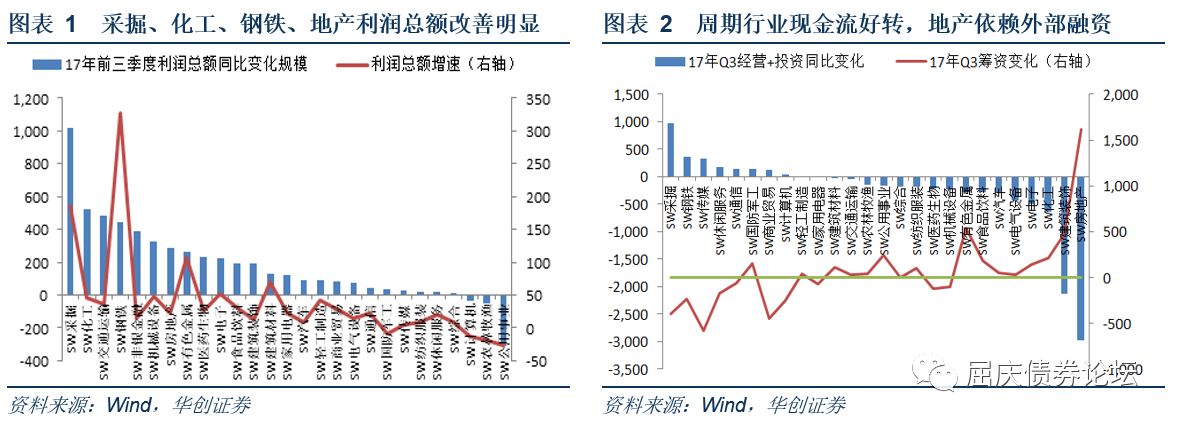 图表 1 采掘、化工、钢铁、地产利润总额改善明显
17年前三季度利润总额同比变化规模
利润总额增速（右轴）
1,200
1,000
800
600
400
200
0
-200
-400
350
300
250
200
150
100
50
0
-50
SW采掘
SW化工
SW交通运输
SW钢铁
SW非银金融
SW机械设备
SW房地产
SW有色金属
SW医药生物
SW电子
SW食品饮料
SW建筑装饰
SW建筑材料
SW家用电器
SW汽车
SW轻工制造
SW商业贸易
SW电气设备
SW通信
SW国防军工
SW传媒
SW纺织服装
SW休闲服务
SW综合
SW计算机
SW农林牧渔
SW公用事业
资料来源：Wind，华创证券
图表 2 周期行业现金流好转，地产依赖外部融资
17年Q3经营+投资同比变化
17年Q3筹资变化（右轴）
1,500
1,000
500
0
-500
-1,000
-1,500
-2,000
-2,500
-3,000
-3,500
2,000
1,500
1,000
500
0
-500
-1,000
SW采掘
SW钢铁
SW传媒
SW休闲服务
SW通信
SW国防军工
SW商业贸易
SW计算机
SW轻工制造
SW家用电器
SW建筑材料
SW交通运输
SW农林牧渔
SW公用事业
SW综合
SW纺织服装
SW医药生物
SW机械设备
SW有色金属
SW食品饮料
SW汽车
SW电气设备
SW电子
SW化工
SW建筑装饰
SW房地产
屈庆债券论坛
资料来源：Wind，华创证券